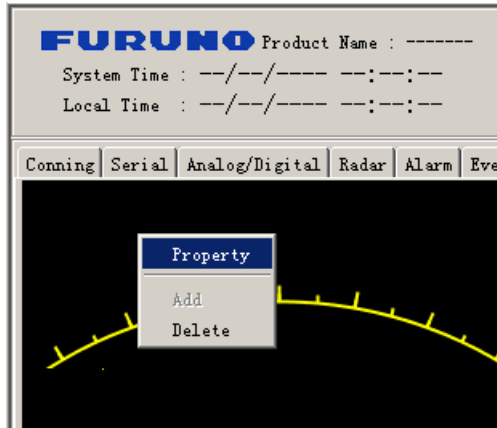 FURUNO Product Name : -------
System Time : --/--/---- --:--:--
Local Time : --/--/---- --:--:--
Conning Serial Analog/Digital Radar Alarm Eve
Property
Add
Delete